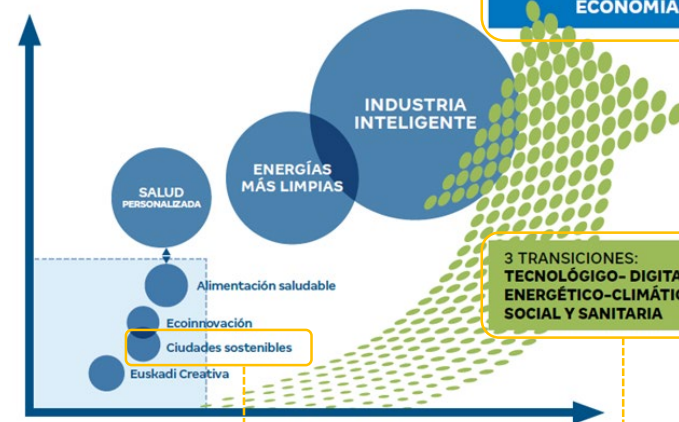 ECONOMÍA
INDUSTRIA
INTELIGENTE
ENERGÍAS
MÁS LIMPIAS
SALUD
PERSONALIZADA
3 TRANSICIONES:
TECNOLÓGIGO- DIGITA
ENERGÉTICO-CLIMÁTIC
SOCIAL Y SANITARIA
Alimentación saludable
Ecoinnovación
Ciudades sostenibles
Euskadi Creativa